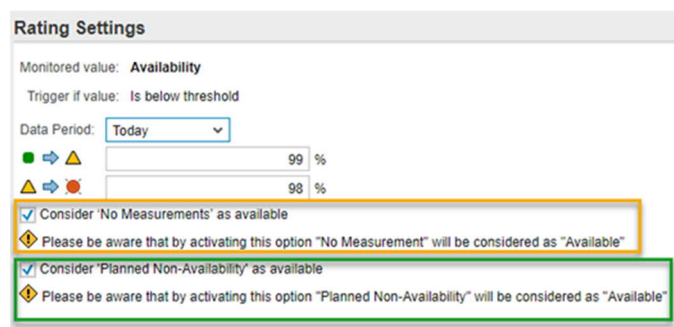 Rating Settings
Monitored value: Availability
Trigger if value: Is below threshold
Data Period: Today
99 %
98 %
Consider 'No Measurements' as available
Please be aware that by activating this option "No Measurement" will be considered as "Available"
Consider 'Planned Non-Availability' as available
Please be aware that by activating this option "Planned Non-Availability" will be considered as "Available"